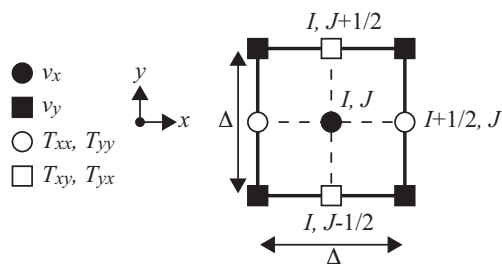 v_x
v_y
T_xx, T_yy
T_xy, T_yx
y
x
I, J+1/2
Δ
I, J
I+1/2, J
I, J-1/2
Δ